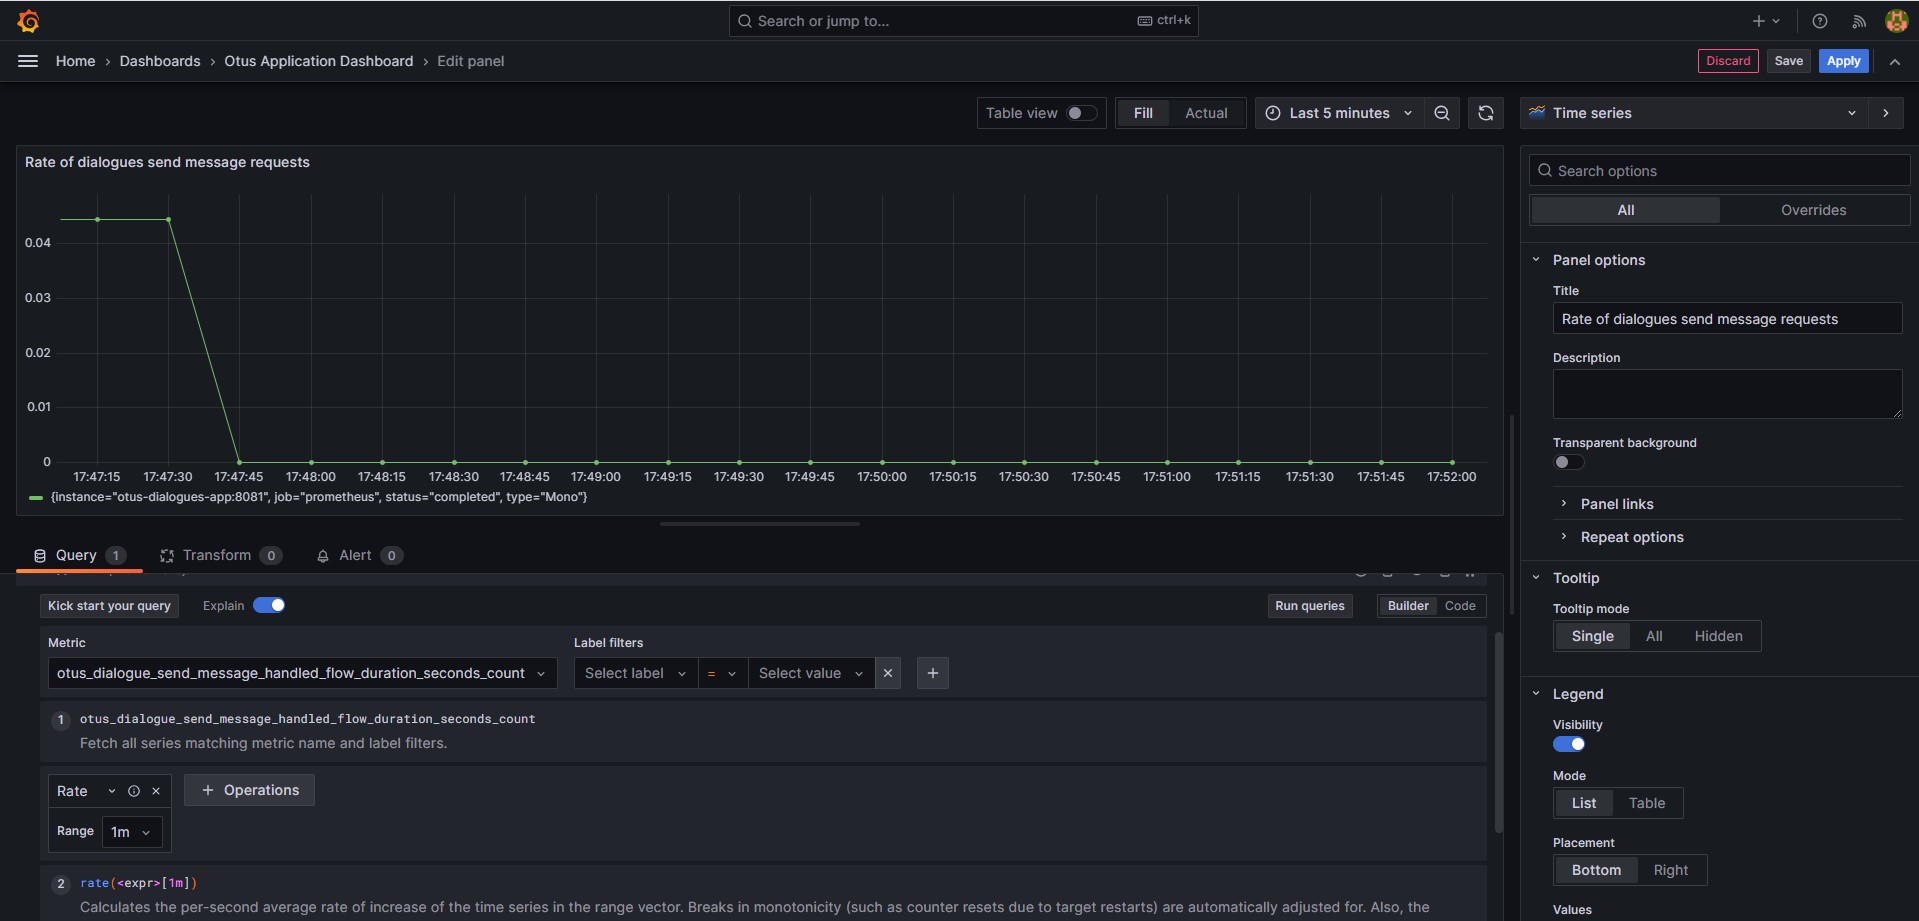 Search or jump to...
ctrl+k
Home › Dashboards › Otus Application Dashboard › Edit panel
Discard
Save
Apply
Table view
Fill
Actual
Last 5 minutes
Time series
Rate of dialogues send message requests
0.04
0.03
0.02
0.01
0
17:47:15 17:47:30 17:47:45 17:48:00 17:48:15 17:48:30 17:48:45 17:49:00 17:49:15 17:49:30 17:49:45 17:50:00 17:50:15 17:50:30 17:50:45 17:51:00 17:51:15 17:51:30 17:51:45 17:52:00
{instance="otus-dialogues-app:8081", job="prometheus", status="completed", type="Mono"}
Query 1
Transform 0
Alert 0
Kick start your query
Explain
Run queries
Builder
Code
Metric
Label filters
otus_dialogue_send_message_handled_flow_duration_seconds_count
Select label
=
Select value
1 otus_dialogue_send_message_handled_flow_duration_seconds_count
Fetch all series matching metric name and label filters.
Rate
+ Operations
Range
1m
2 rate(<expr>[1m])
Calculates the per-second average rate of increase of the time series in the range vector. Breaks in monotonicity (such as counter resets due to target restarts) are automatically adjusted for. Also, the
Search options
All
Overrides
Panel options
Title
Rate of dialogues send message requests
Description
Transparent background
Panel links
Repeat options
Tooltip
Tooltip mode
Single
All
Hidden
Legend
Visibility
Mode
List
Table
Placement
Bottom
Right
Values